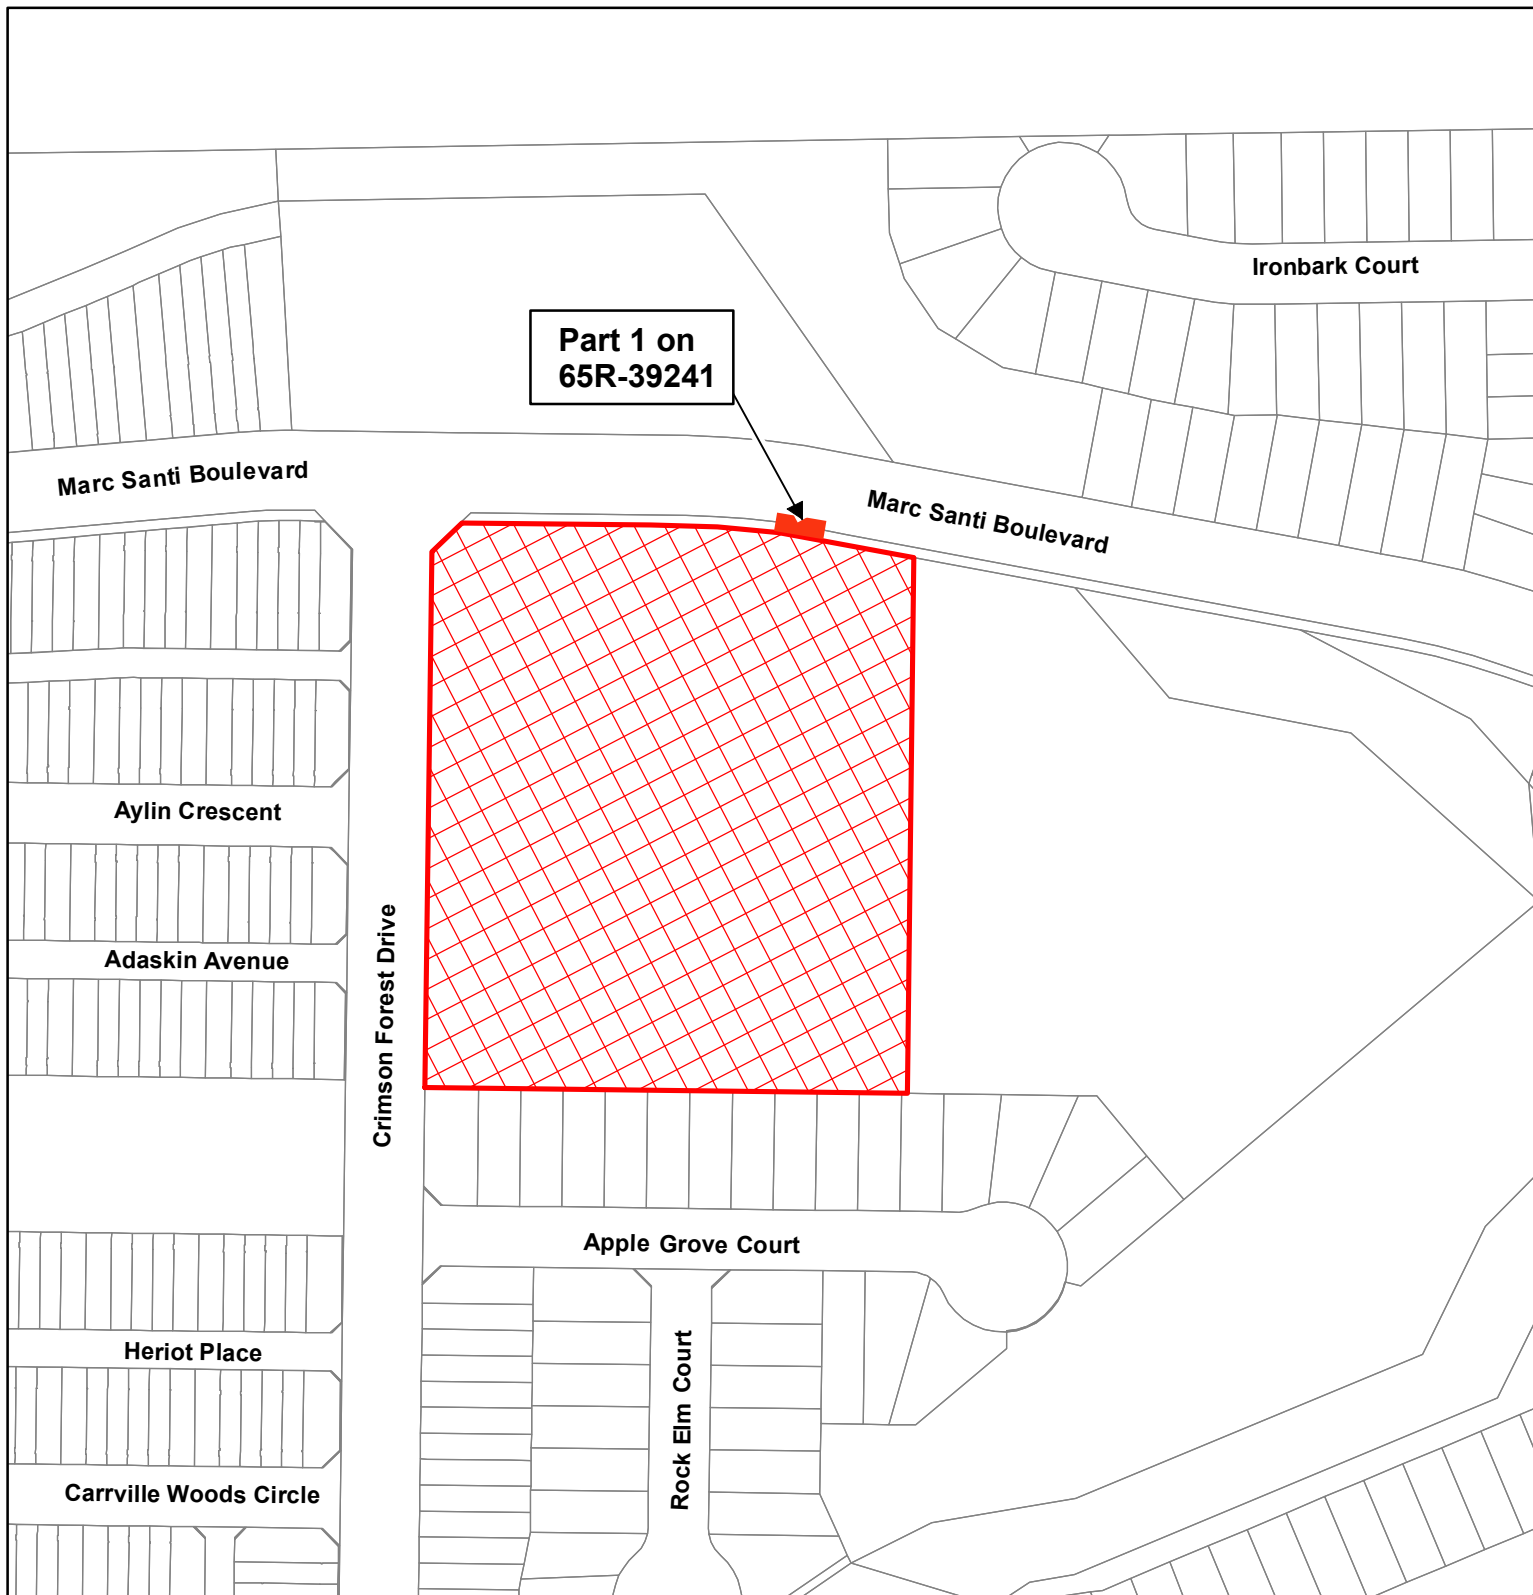 Ironbark Court
Part 1 on
65R-39241
Marc Santi Boulevard
Marc Santi Boulevard
Aylin Crescent
Adaskin Avenue
Crimson Forest Drive
Apple Grove Court
Heriot Place
Rock Elm Court
Carrville Woods Circle